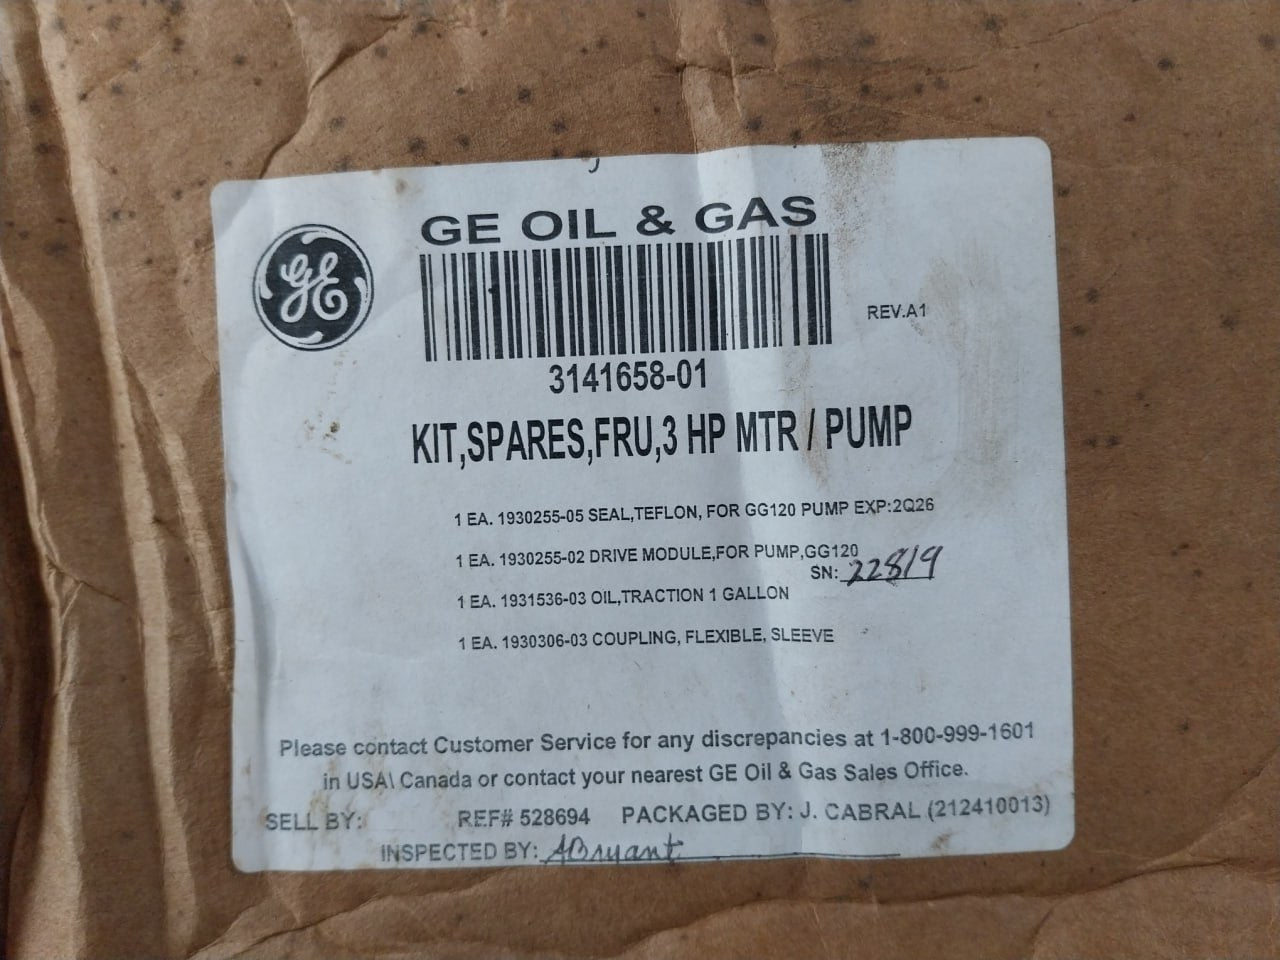 GE OIL & GAS
GE
REV.A1
3141658-01
KIT,SPARES,FRU,3 HP MTR / PUMP
1 EA. 1930255-05 SEAL,TEFLON, FOR GG120 PUMP EXP:2Q26
1 EA. 1930255-02 DRIVE MODULE,FOR PUMP,GG120
SN: 22819
1 EA. 1931536-03 OIL,TRACTION 1 GALLON
1 EA. 1930306-03 COUPLING, FLEXIBLE, SLEEVE
Please contact Customer Service for any discrepancies at 1-800-999-1601
in USA\ Canada or contact your nearest GE Oil & Gas Sales Office.
SELL BY: REF# 528694 PACKAGED BY: J. CABRAL (212410013)
INSPECTED BY: ABryant